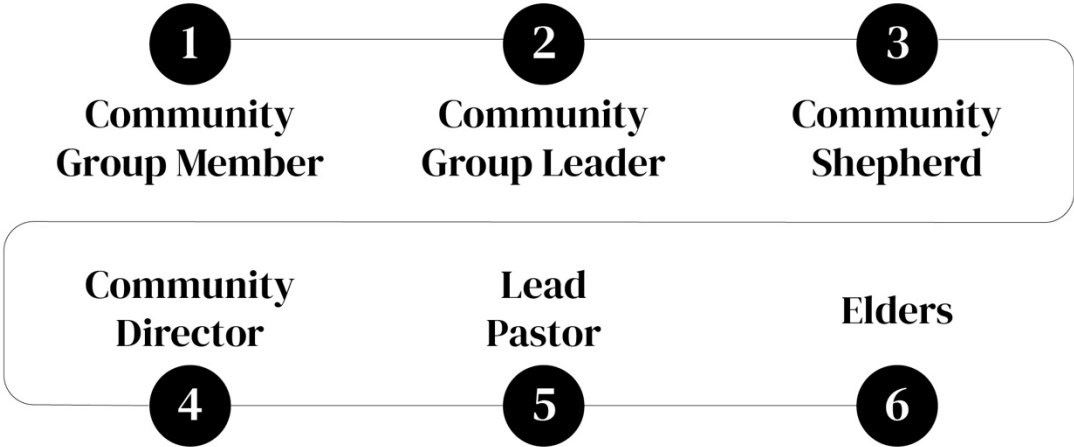 1
Community
Group Member
2
Community
Group Leader
3
Community
Shepherd
Community
Director
4
Lead
Pastor
5
Elders
6